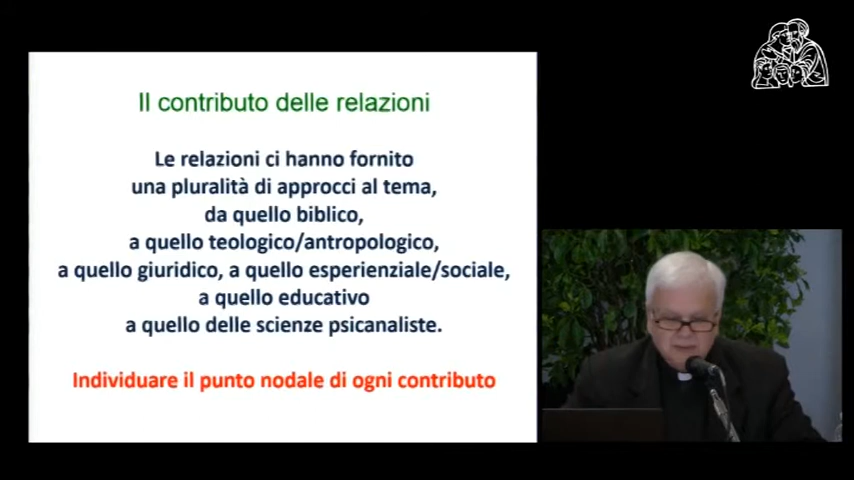 Il contributo delle relazioni
Le relazioni ci hanno fornito
una pluralità di approcci al tema,
da quello biblico,
a quello teologico/antropologico,
a quello giuridico, a quello esperienziale/sociale,
a quello educativo
a quello delle scienze psicanaliste.
Individuare il punto nodale di ogni contributo